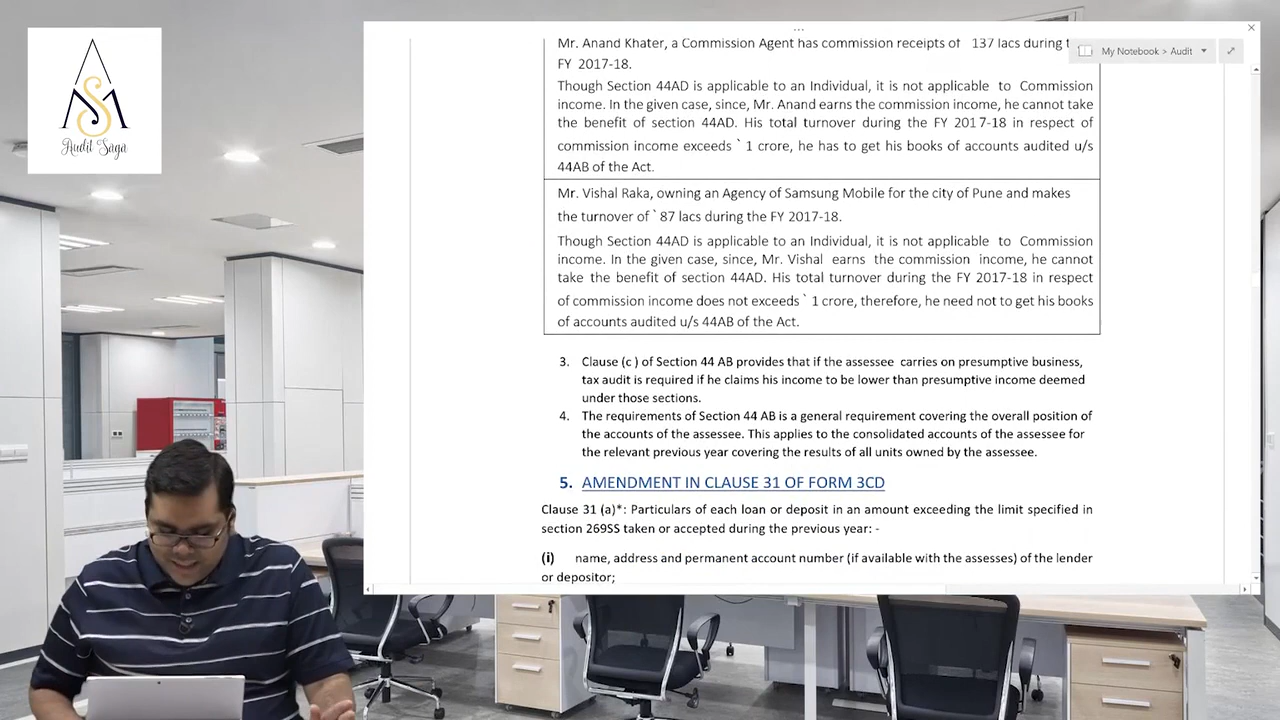 Audit Saga
My Notebook > Audit
Mr. Anand Khater, a Commission Agent has commission receipts of ` 137 lacs during
FY 2017-18.
Though Section 44AD is applicable to an Individual, it is not applicable to Commission
income. In the given case, since, Mr. Anand earns the commission income, he cannot take
the benefit of section 44AD. His total turnover during the FY 2017-18 in respect of
commission income exceeds ` 1 crore, he has to get his books of accounts audited u/s
44AB of the Act.
Mr. Vishal Raka, owning an Agency of Samsung Mobile for the city of Pune and makes
the turnover of ` 87 lacs during the FY 2017-18.
Though Section 44AD is applicable to an Individual, it is not applicable to Commission
income. In the given case, since, Mr. Vishal earns the commission income, he cannot
take the benefit of section 44AD. His total turnover during the FY 2017-18 in respect
of commission income does not exceeds ` 1 crore, therefore, he need not to get his books
of accounts audited u/s 44AB of the Act.
3. Clause (c ) of Section 44 AB provides that if the assessee carries on presumptive business,
tax audit is required if he claims his income to be lower than presumptive income deemed
under those sections.
4. The requirements of Section 44 AB is a general requirement covering the overall position of
the accounts of the assessee. This applies to the consolidated accounts of the assessee for
the relevant previous year covering the results of all units owned by the assessee.
5. AMENDMENT IN CLAUSE 31 OF FORM 3CD
Clause 31 (a)*: Particulars of each loan or deposit in an amount exceeding the limit specified in
section 269SS taken or accepted during the previous year: -
(i) name, address and permanent account number (if available with the assesses) of the lender
or depositor;